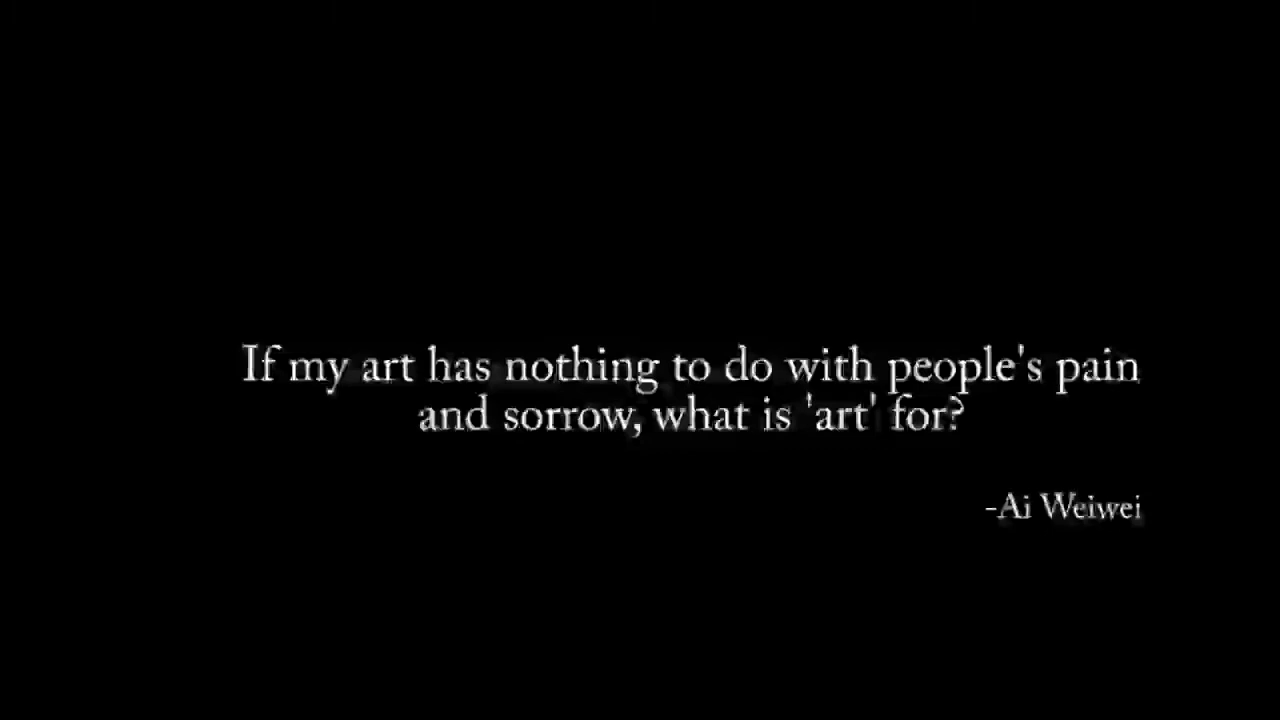 If my art has nothing to do with people's pain
and sorrow, what is 'art' for?
-Ai Weiwei